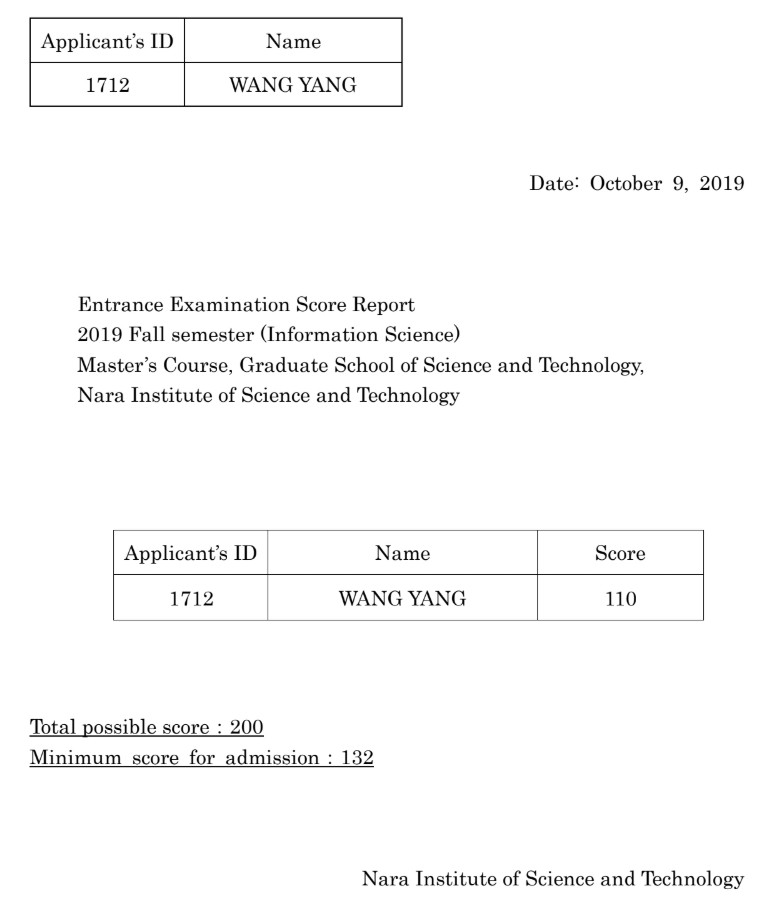 Applicant's ID Name
1712 WANG YANG
Date: October 9, 2019
Entrance Examination Score Report
2019 Fall semester (Information Science)
Master's Course, Graduate School of Science and Technology,
Nara Institute of Science and Technology
Applicant's ID Name Score
1712 WANG YANG 110
Total possible score : 200
Minimum score for admission : 132
Nara Institute of Science and Technology